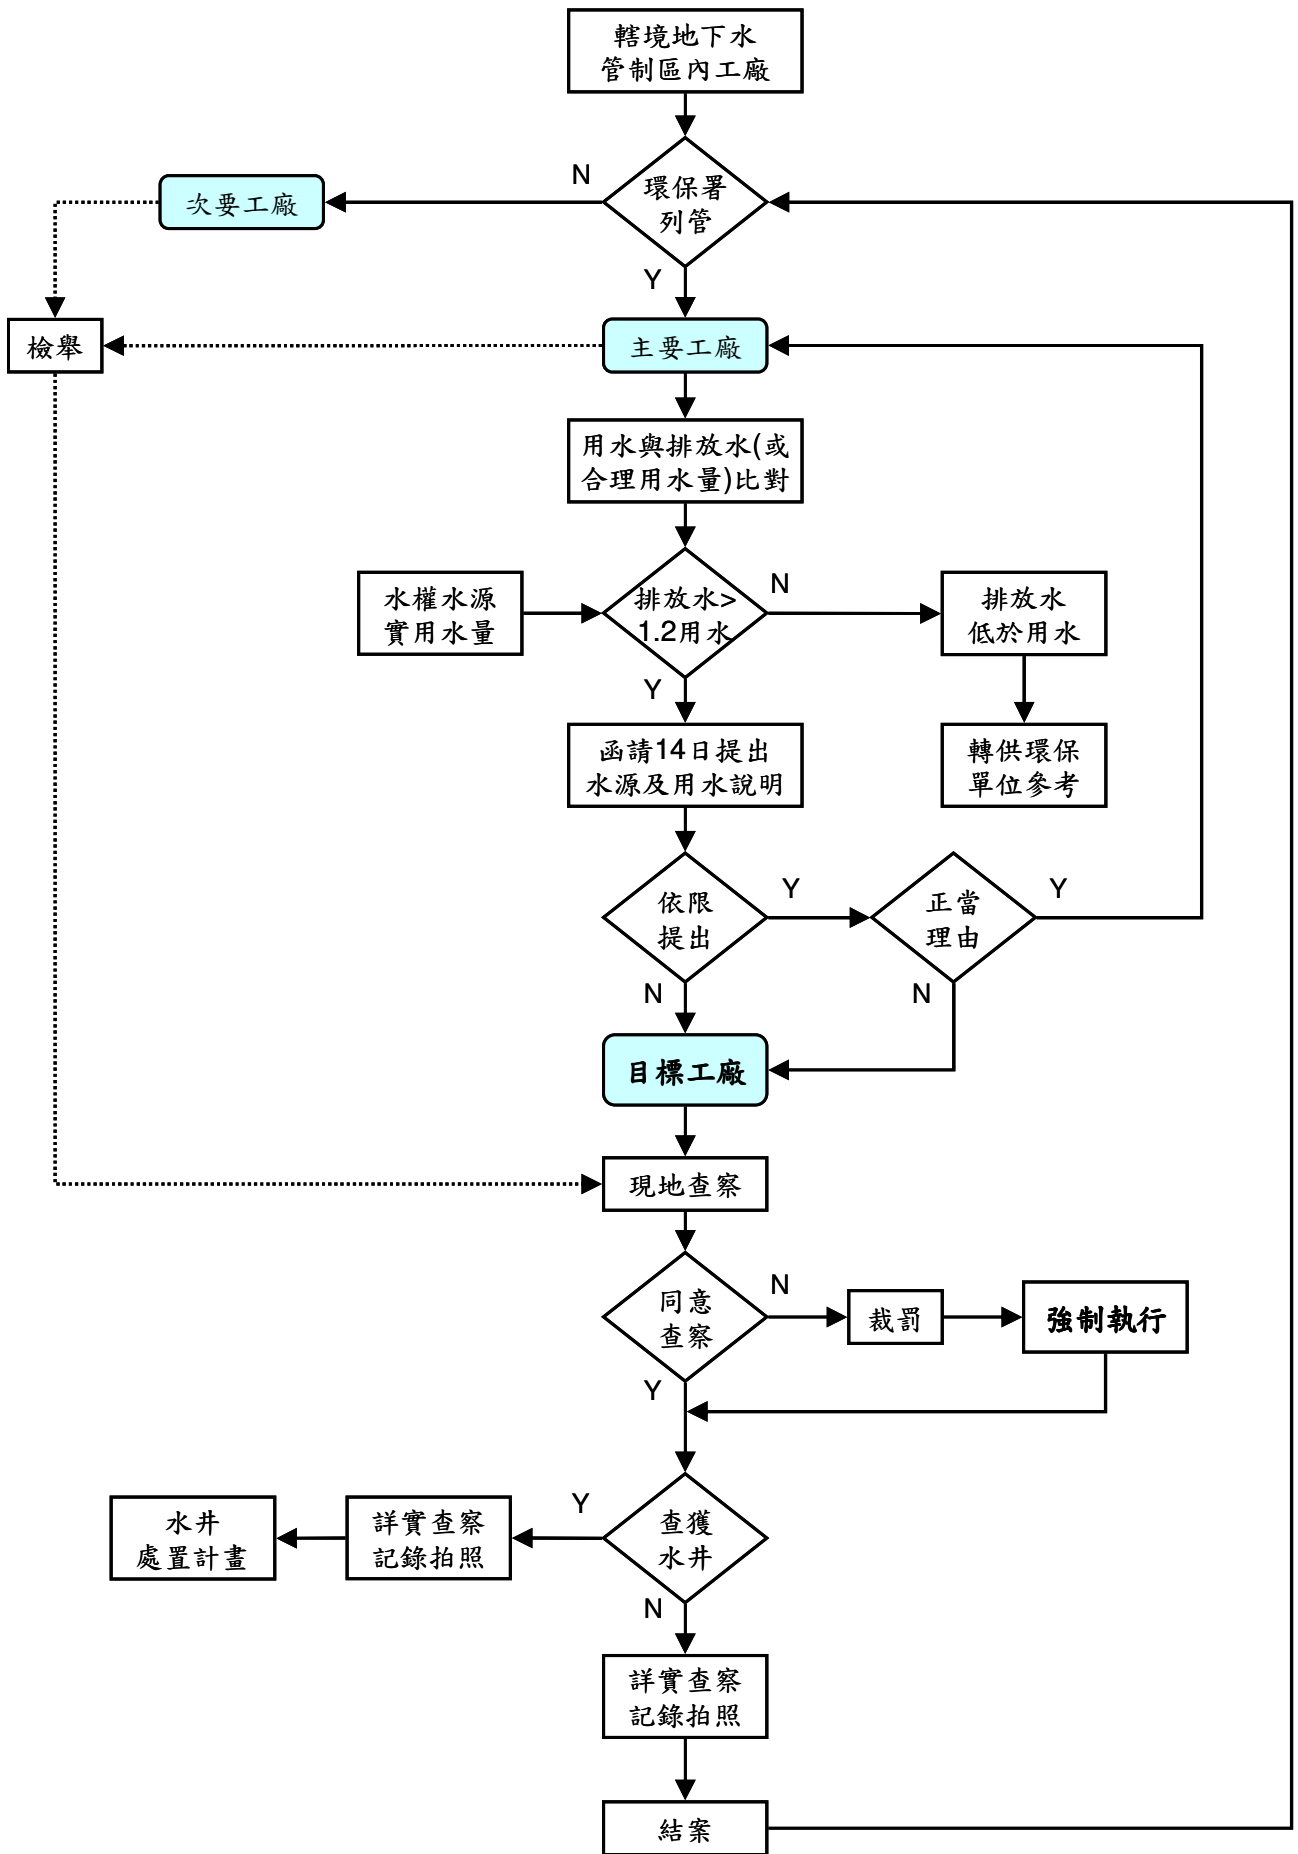 轄境地下水
管制區內工廠
N
環保署
列管
次要工廠
Y
檢舉
主要工廠
用水與排放水(或
合理用水量)比對
水權水源
實用水量
排放水>
1.2用水
N
排放水
低於用水
Y
函請14日提出
水源及用水說明
轉供環保
單位參考
依限
提出
Y
正當
理由
Y
N
N
目標工廠
現地查察
同意
查察
N
裁罰
強制執行
Y
水井
處置計畫
詳實查察
記錄拍照
Y
查獲
水井
N
詳實查察
記錄拍照
結案